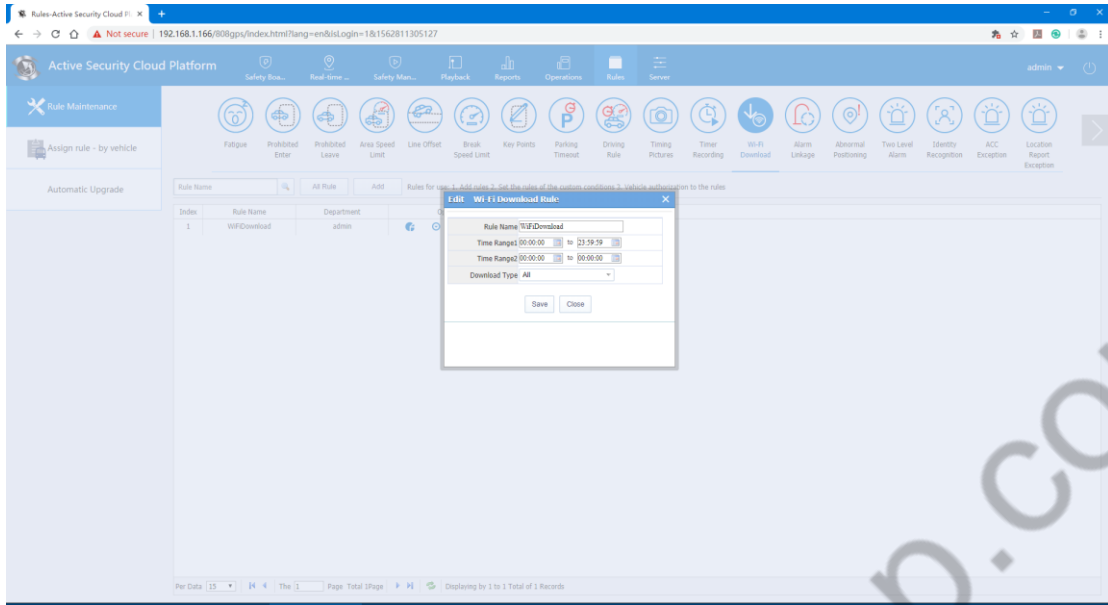 Rules-Active Security Cloud Pl
Not secure | 192.168.1.166/808gps/index.html?lang=en&isLogin=1&1562811305127
Active Security Cloud Platform
Safety Boa...
Real-time ...
Safety Man...
Playback
Reports
Operations
Rules
Server
admin
Rule Maintenance
Assign rule - by vehicle
Automatic Upgrade
Fatigue
Prohibited
Enter
Prohibited
Leave
Area Speed
Limit
Line Offset
Break
Speed Limit
Key Points
Parking
Timeout
Driving
Rule
Timing
Pictures
Timer
Recording
Wi-Fi
Download
Alarm
Linkage
Abnormal
Positioning
Two Level
Alarm
Identity
Recognition
ACC
Exception
Location
Report
Exception
Rule Name
All Rule
Add
Rules for use: 1. Add rules 2. Set the rules of the custom conditions 3. Vehicle authorization to the rules
Index Rule Name Department
1 WiFiDownload admin
Edit Wi-Fi Download Rule
Rule Name WiFiDownload
Time Range1 00:00:00 to 23:59:59
Time Range2 00:00:00 to 00:00:00
Download Type All
Save Close
Per Data 15 The 1 Page Total 1Page Displaying by 1 to 1 Total of 1 Records
p.co